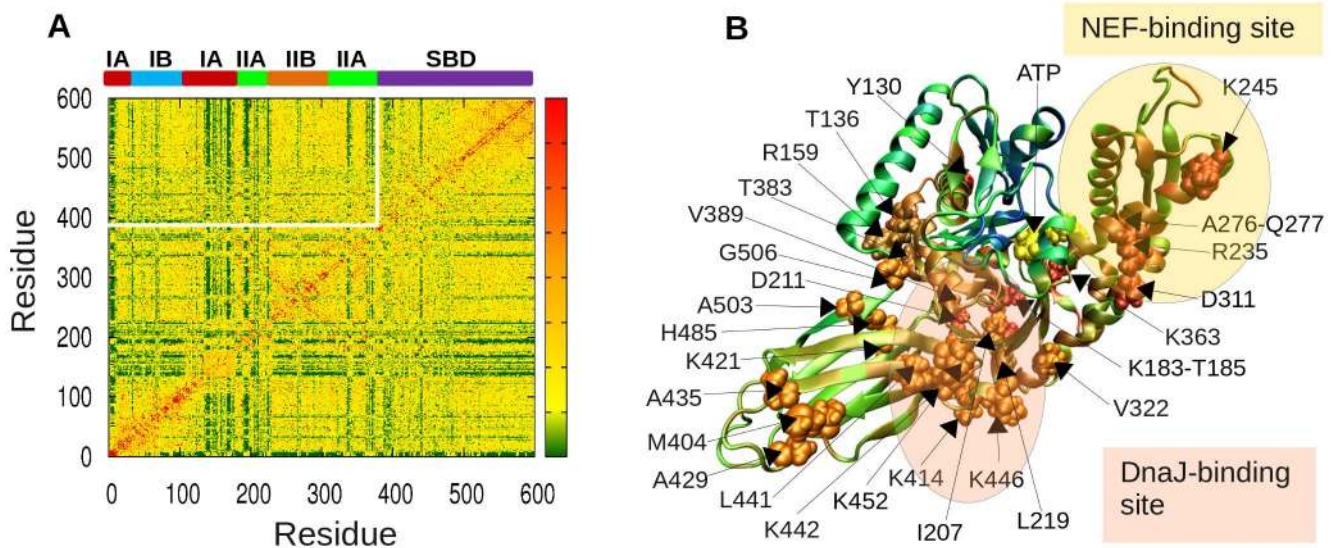 A
IA IB IA IIA IIB IIA SBD
600
500
400
300
200
100
0
Residue
0 100 200 300 400 500 600
Residue
B
NEF-binding site
ATP
Y130
K245
T136
R159
T383
V389
G506
D211
A503
H485
K421
A435
M404
A429
L441
K442
K452
K414
I207
K446
L219
A276-Q277
R235
D311
K363
K183-T185
V322
DnaJ-binding
site